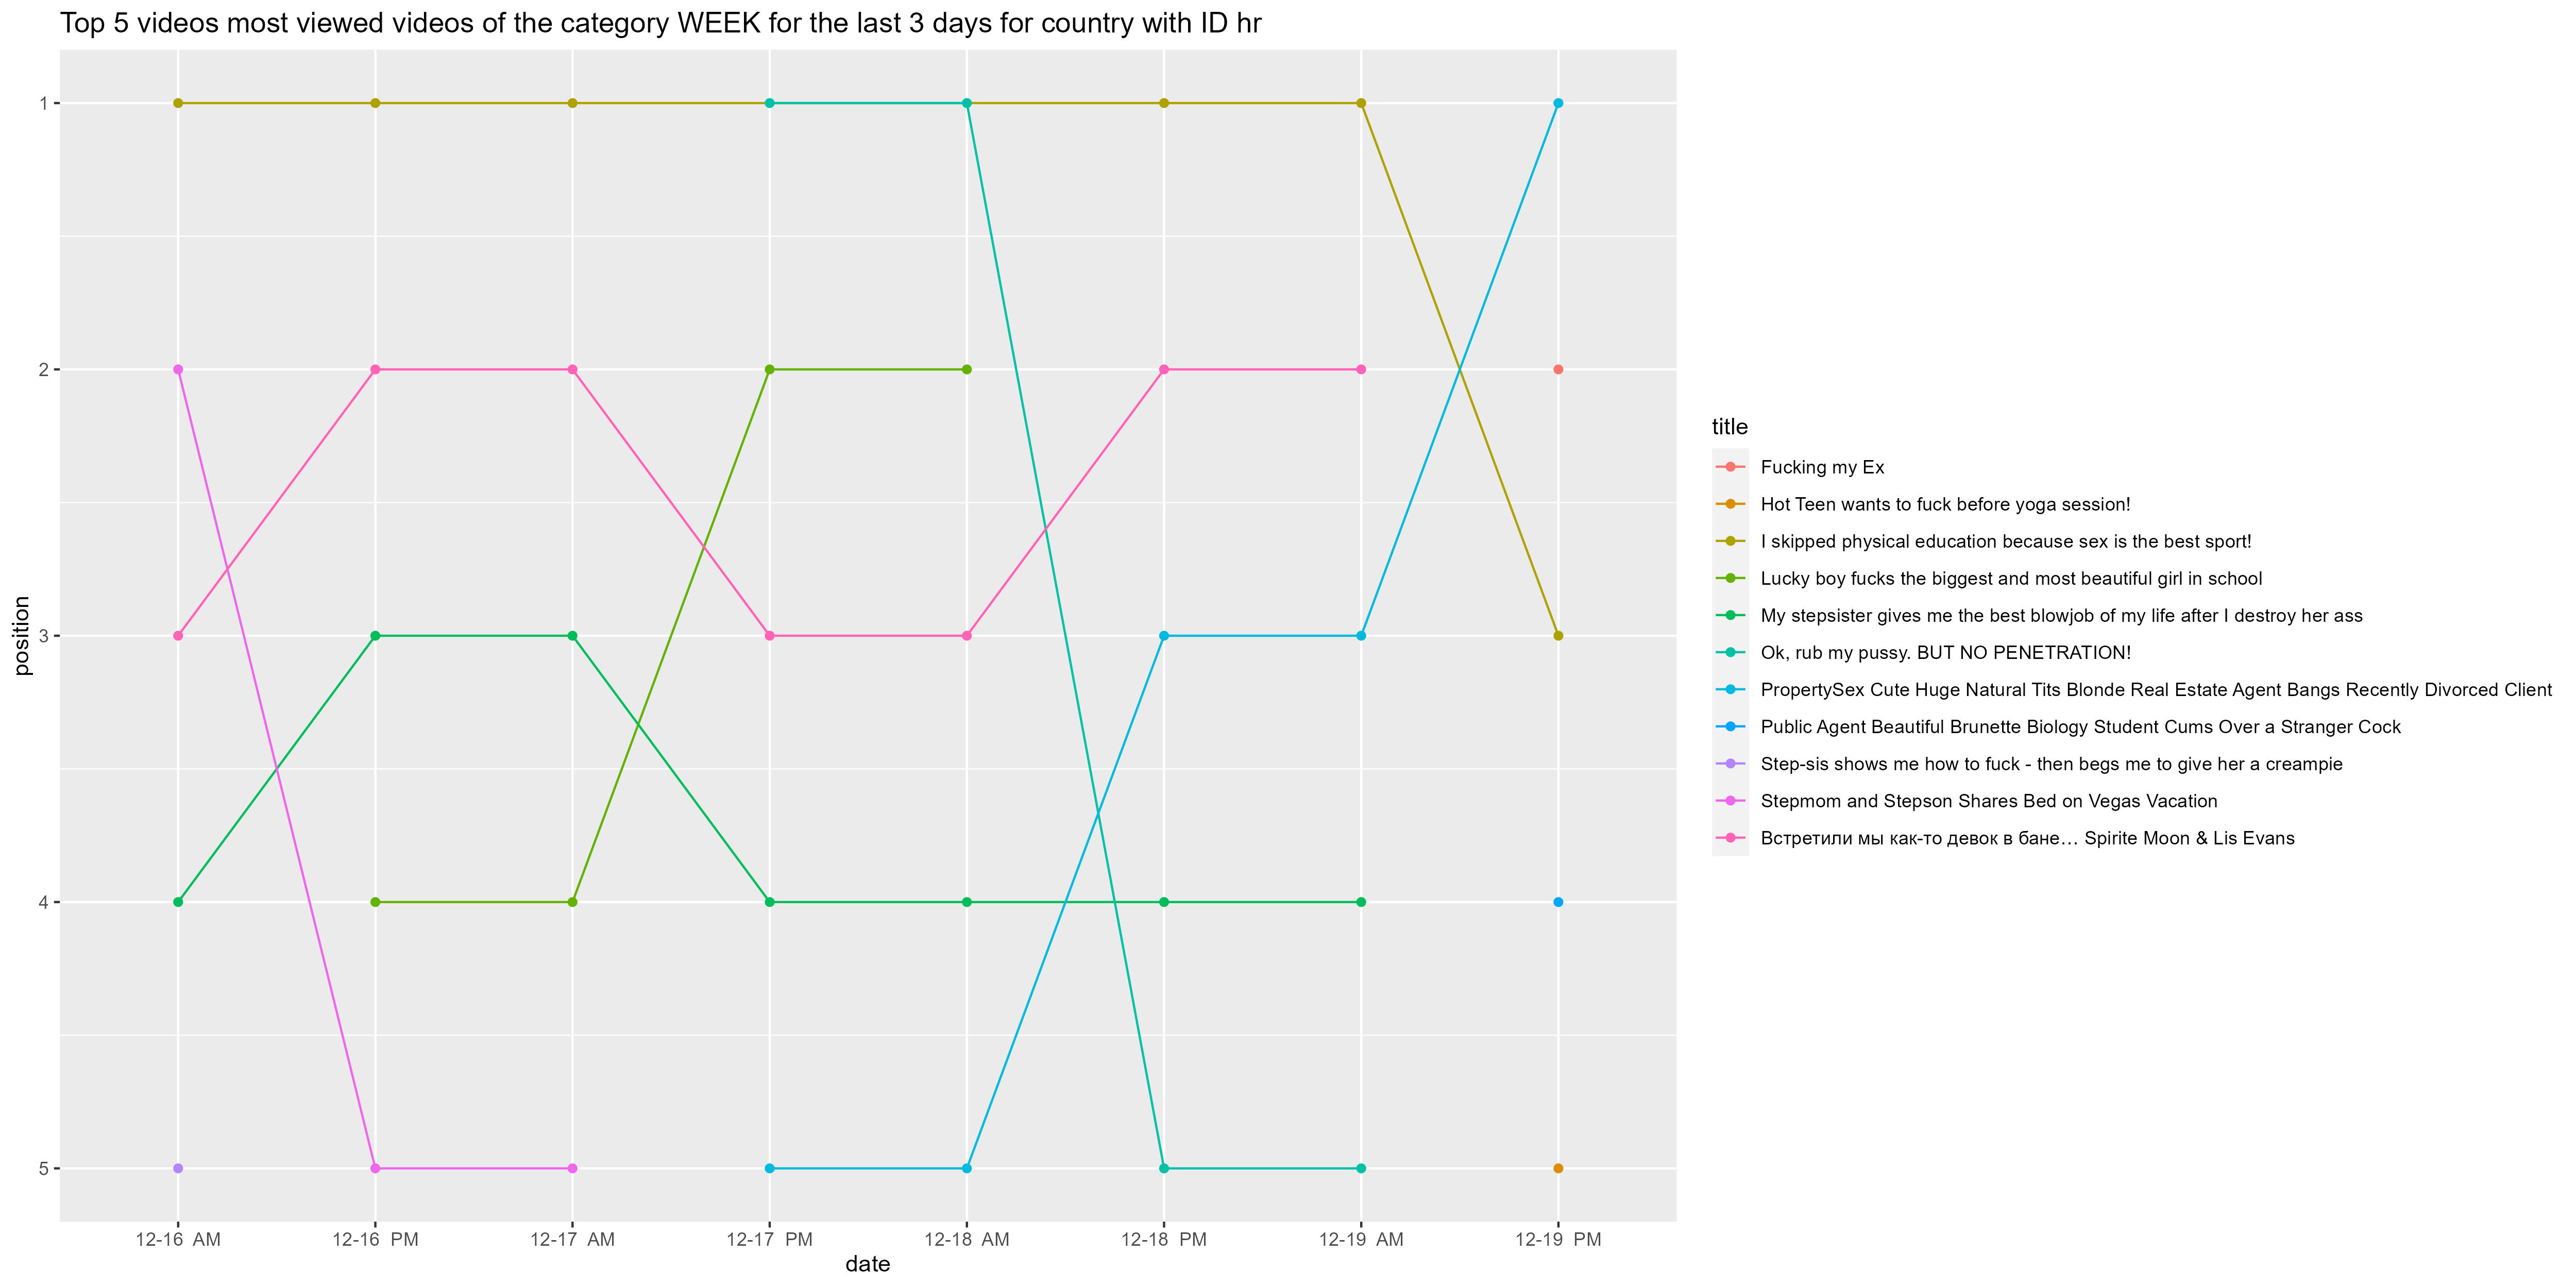 Top 5 videos most viewed videos of the category WEEK for the last 3 days for country with ID hr
position
1
2
3
4
5
12-16 AM
12-16 PM
12-17 AM
12-17 PM
12-18 AM
12-18 PM
12-19 AM
12-19 PM
date
title
Fucking my Ex
Hot Teen wants to fuck before yoga session!
I skipped physical education because sex is the best sport!
Lucky boy fucks the biggest and most beautiful girl in school
My stepsister gives me the best blowjob of my life after I destroy her ass
Ok, rub my pussy. BUT NO PENETRATION!
PropertySex Cute Huge Natural Tits Blonde Real Estate Agent Bangs Recently Divorced Client
Public Agent Beautiful Brunette Biology Student Cums Over a Stranger Cock
Step-sis shows me how to fuck - then begs me to give her a creampie
Stepmom and Stepson Shares Bed on Vegas Vacation
Встретили мы как-то девок в бане… Spirite Moon & Lis Evans